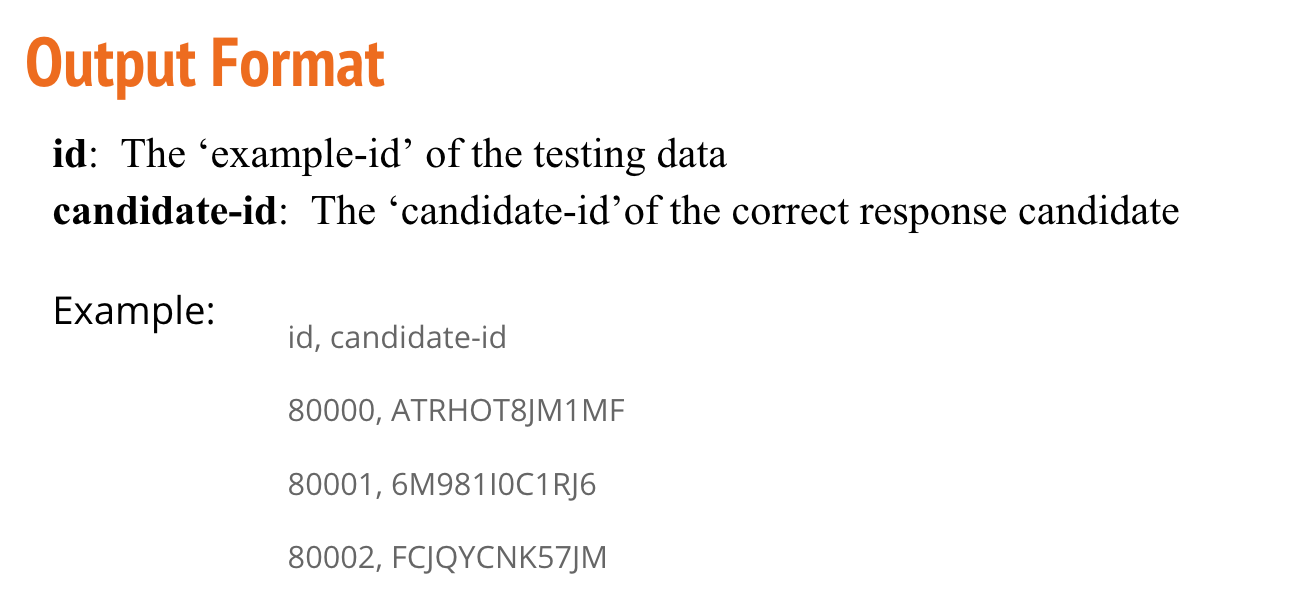 Output Format
id: The ‘example-id’ of the testing data
candidate-id: The ‘candidate-id’of the correct response candidate
Example:
id, candidate-id
80000, ATRHOT8JM1MF
80001, 6M981I0C1RJ6
80002, FCJQYCNK57JM